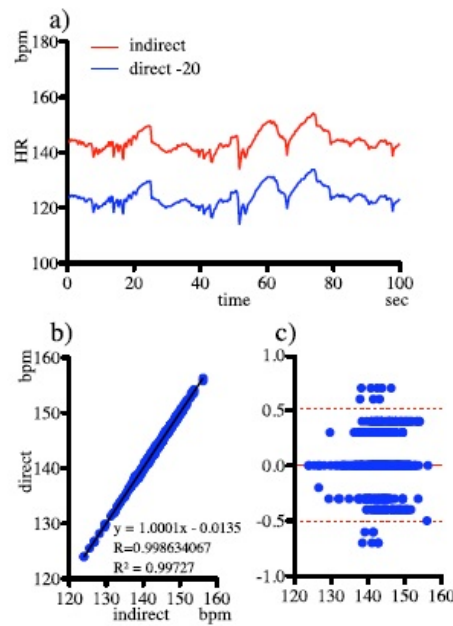 a)
bpm
180
indirect
direct -20
160
HR
140
120
100
0 20 40 60 80 100
time sec
b)
bpm
160
150
direct
140
130
120
y = 1.0001x - 0.0135
R=0.998634067
R² = 0.99727
120 130 140 150 160
indirect bpm
c)
1.0
0.5
0.0
-0.5
-1.0
120 130 140 150 160